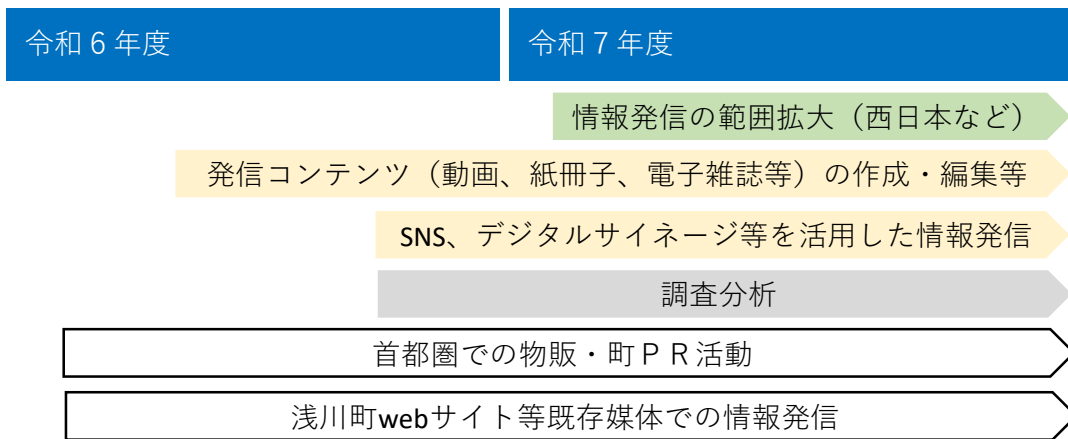 令和６年度
令和７年度
情報発信の範囲拡大（西日本など）
発信コンテンツ（動画、紙冊子、電子雑誌等）の作成・編集等
SNS、デジタルサイネージ等を活用した情報発信
調査分析
首都圏での物販・町ＰＲ活動
浅川町webサイト等既存媒体での情報発信